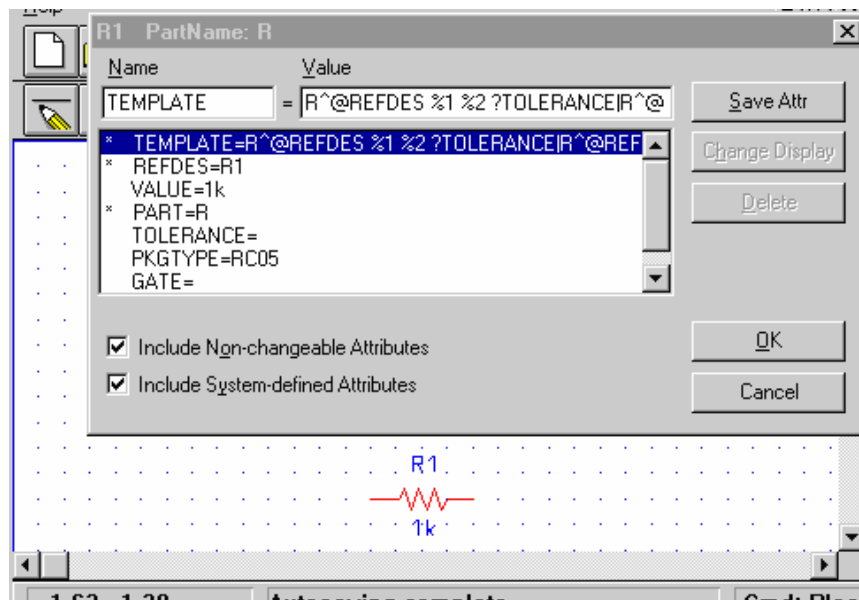 Help
R1 PartName: R
Name Value
TEMPLATE = R^@REFDES %1 %2 ?TOLERANCE|R^@
Save Attr
* TEMPLATE=R^@REFDES %1 %2 ?TOLERANCE|R^@REF
Change Display
* REFDES=R1
VALUE=1k
Delete
* PART=R
TOLERANCE=
PKGTYPE=RC05
GATE=
Include Non-changeable Attributes
OK
Include System-defined Attributes
Cancel
R1
1k
Autosaving complete